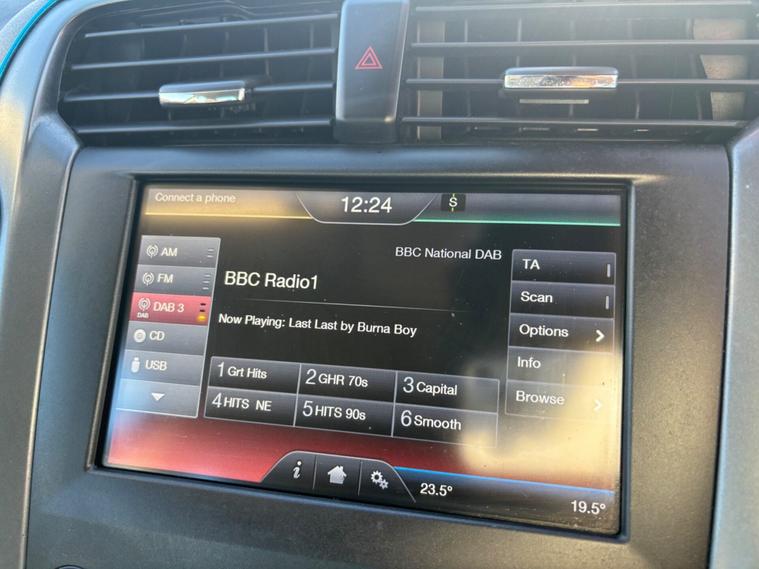 Connect a phone
12:24
S
AM
BBC National DAB
TA
FM
BBC Radio1
Scan
DAB 3
DAB
Now Playing: Last Last by Burna Boy
Options
CD
Info
USB
1 Grt Hits
2 GHR 70s
3 Capital
Browse
4 HITS NE
5 HITS 90s
6 Smooth
i
23.5°
19.5°